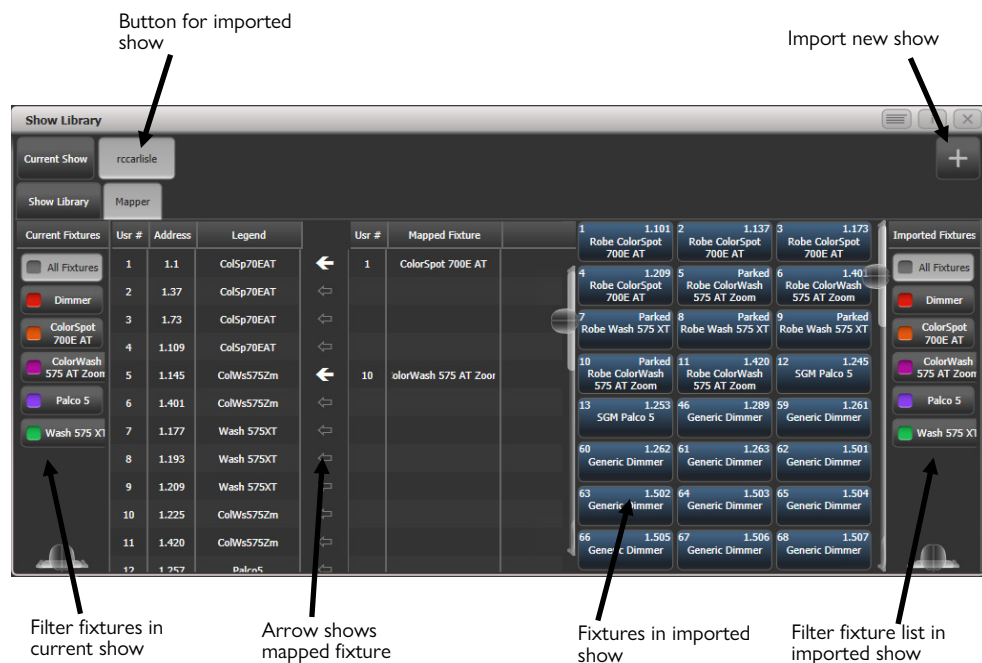 Button for imported
show
Import new show
Show Library
Current Show
rccarlisle
+
Show Library
Mapper
Current Fixtures
Usr # Address Legend
Usr # Mapped Fixture
Imported Fixtures
All Fixtures
Dimmer
ColorSpot
700E AT
ColorWash
575 AT Zoon
Palco 5
Wash 575 XT
1 1.1 ColSp70EAT
2 1.37 ColSp70EAT
3 1.73 ColSp70EAT
4 1.109 ColSp70EAT
5 1.145 ColWs575Zm
6 1.401 ColWs575Zm
7 1.177 Wash 575XT
8 1.193 Wash 575XT
9 1.209 Wash 575XT
10 1.225 ColWs575Zm
11 1.420 ColWs575Zm
12 1.257 Palco5
1 ColorSpot 700E AT
10 :olorWash 575 AT Zoor
1 1.101
Robe ColorSpot
700E AT
2 1.137
Robe ColorSpot
700E AT
3 1.173
Robe ColorSpot
700E AT
4 1.209
Robe ColorSpot
700E AT
5 Parked
Robe ColorWash
575 AT Zoom
6 1.401
Robe ColorWash
575 AT Zoom
7 Parked
Robe Wash 575 XT
8 Parked
Robe Wash 575 XT
9 Parked
Robe Wash 575 XT
10 Parked
Robe ColorWash
575 AT Zoom
11 1.420
Robe ColorWash
575 AT Zoom
12 1.245
SGM Palco 5
13 1.253
SGM Palco 5
46 1.289
Generic Dimmer
59 1.261
Generic Dimmer
60 1.262
Generic Dimmer
61 1.263
Generic Dimmer
62 1.501
Generic Dimmer
63 1.502
Generic Dimmer
64 1.503
Generic Dimmer
65 1.504
Generic Dimmer
66 1.505
Generic Dimmer
67 1.506
Generic Dimmer
68 1.507
Generic Dimmer
All Fixtures
Dimmer
ColorSpot
700E AT
ColorWash
575 AT Zoon
Palco 5
Wash 575 XT
Filter fixtures in
current show
Arrow shows
mapped fixture
Fixtures in imported
show
Filter fixture list in
imported show